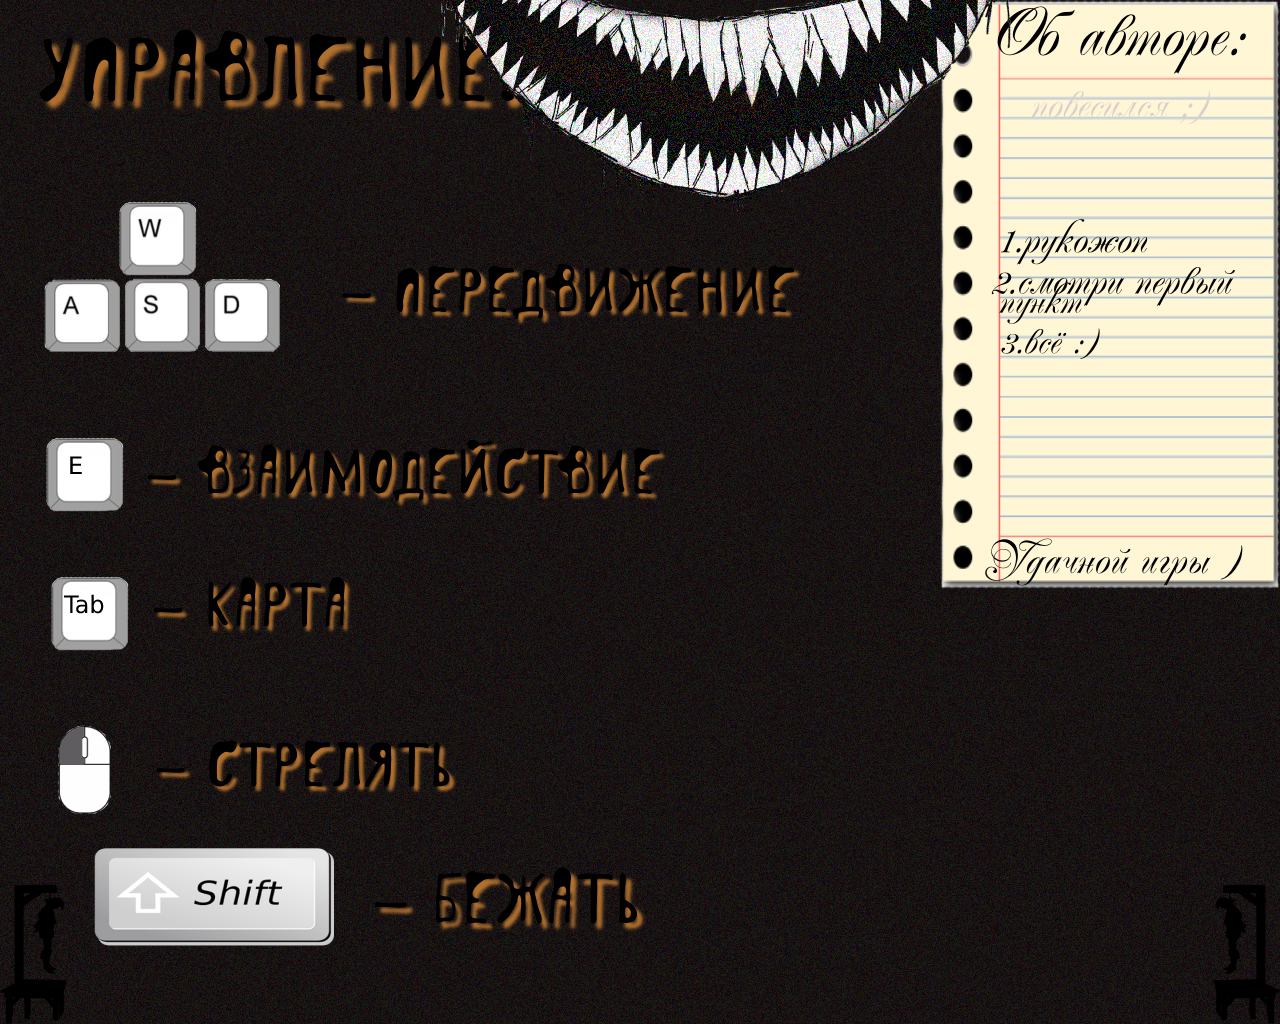 УПРАВЛЕНИЕ:
W
A S D – ПЕРЕДВИЖЕНИЕ
E – ВЗАИМОДЕЙСТВИЕ
Tab – КАРТА
– СТРЕЛЯТЬ
Shift – БЕЖАТЬ
Об авторе:
повесился ;)
1.рукожоп
2.смотри первый
пункт
3.всё :)
Удачной игры )